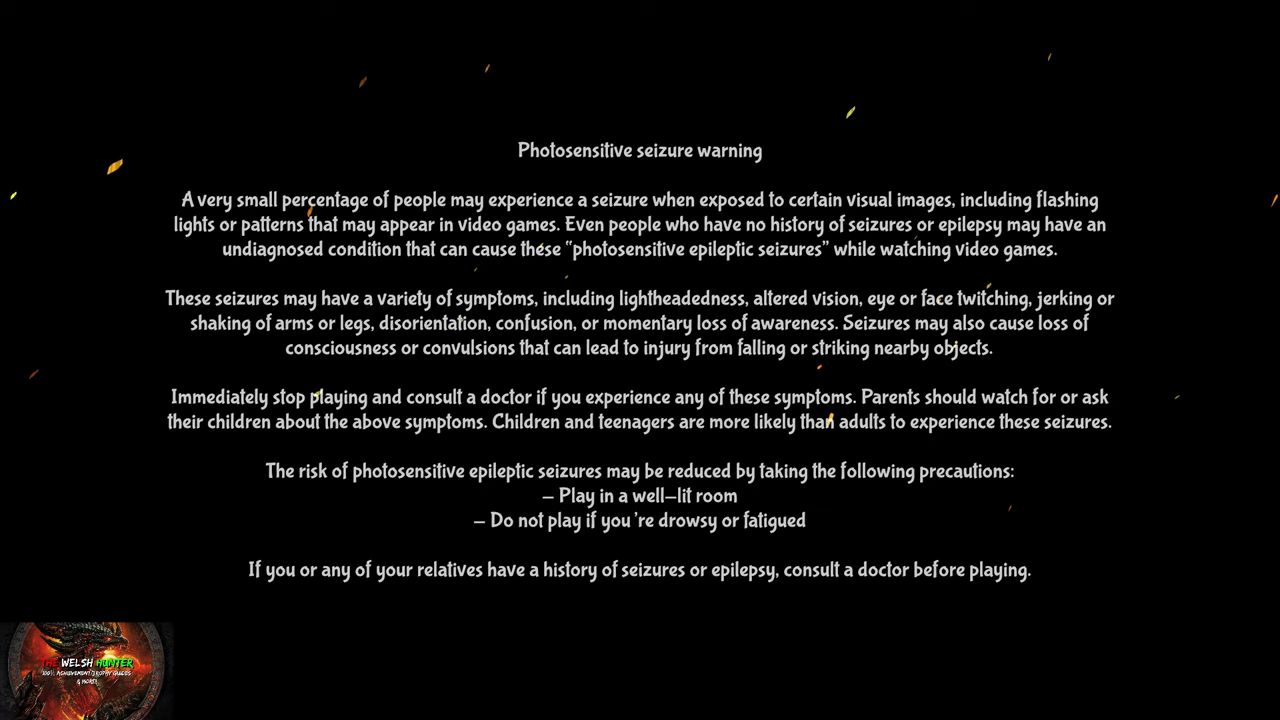 Photosensitive seizure warning
A very small percentage of people may experience a seizure when exposed to certain visual images, including flashing
lights or patterns that may appear in video games. Even people who have no history of seizures or epilepsy may have an
undiagnosed condition that can cause these “photosensitive epileptic seizures” while watching video games.
These seizures may have a variety of symptoms, including lightheadedness, altered vision, eye or face twitching, jerking or
shaking of arms or legs, disorientation, confusion, or momentary loss of awareness. Seizures may also cause loss of
consciousness or convulsions that can lead to injury from falling or striking nearby objects.
Immediately stop playing and consult a doctor if you experience any of these symptoms. Parents should watch for or ask
their children about the above symptoms. Children and teenagers are more likely than adults to experience these seizures.
The risk of photosensitive epileptic seizures may be reduced by taking the following precautions:
– Play in a well–lit room
– Do not play if you're drowsy or fatigued
If you or any of your relatives have a history of seizures or epilepsy, consult a doctor before playing.
THE WELSH HUNTER
100% ACHIEVEMENT/TROPHY GUIDES
& MORE!